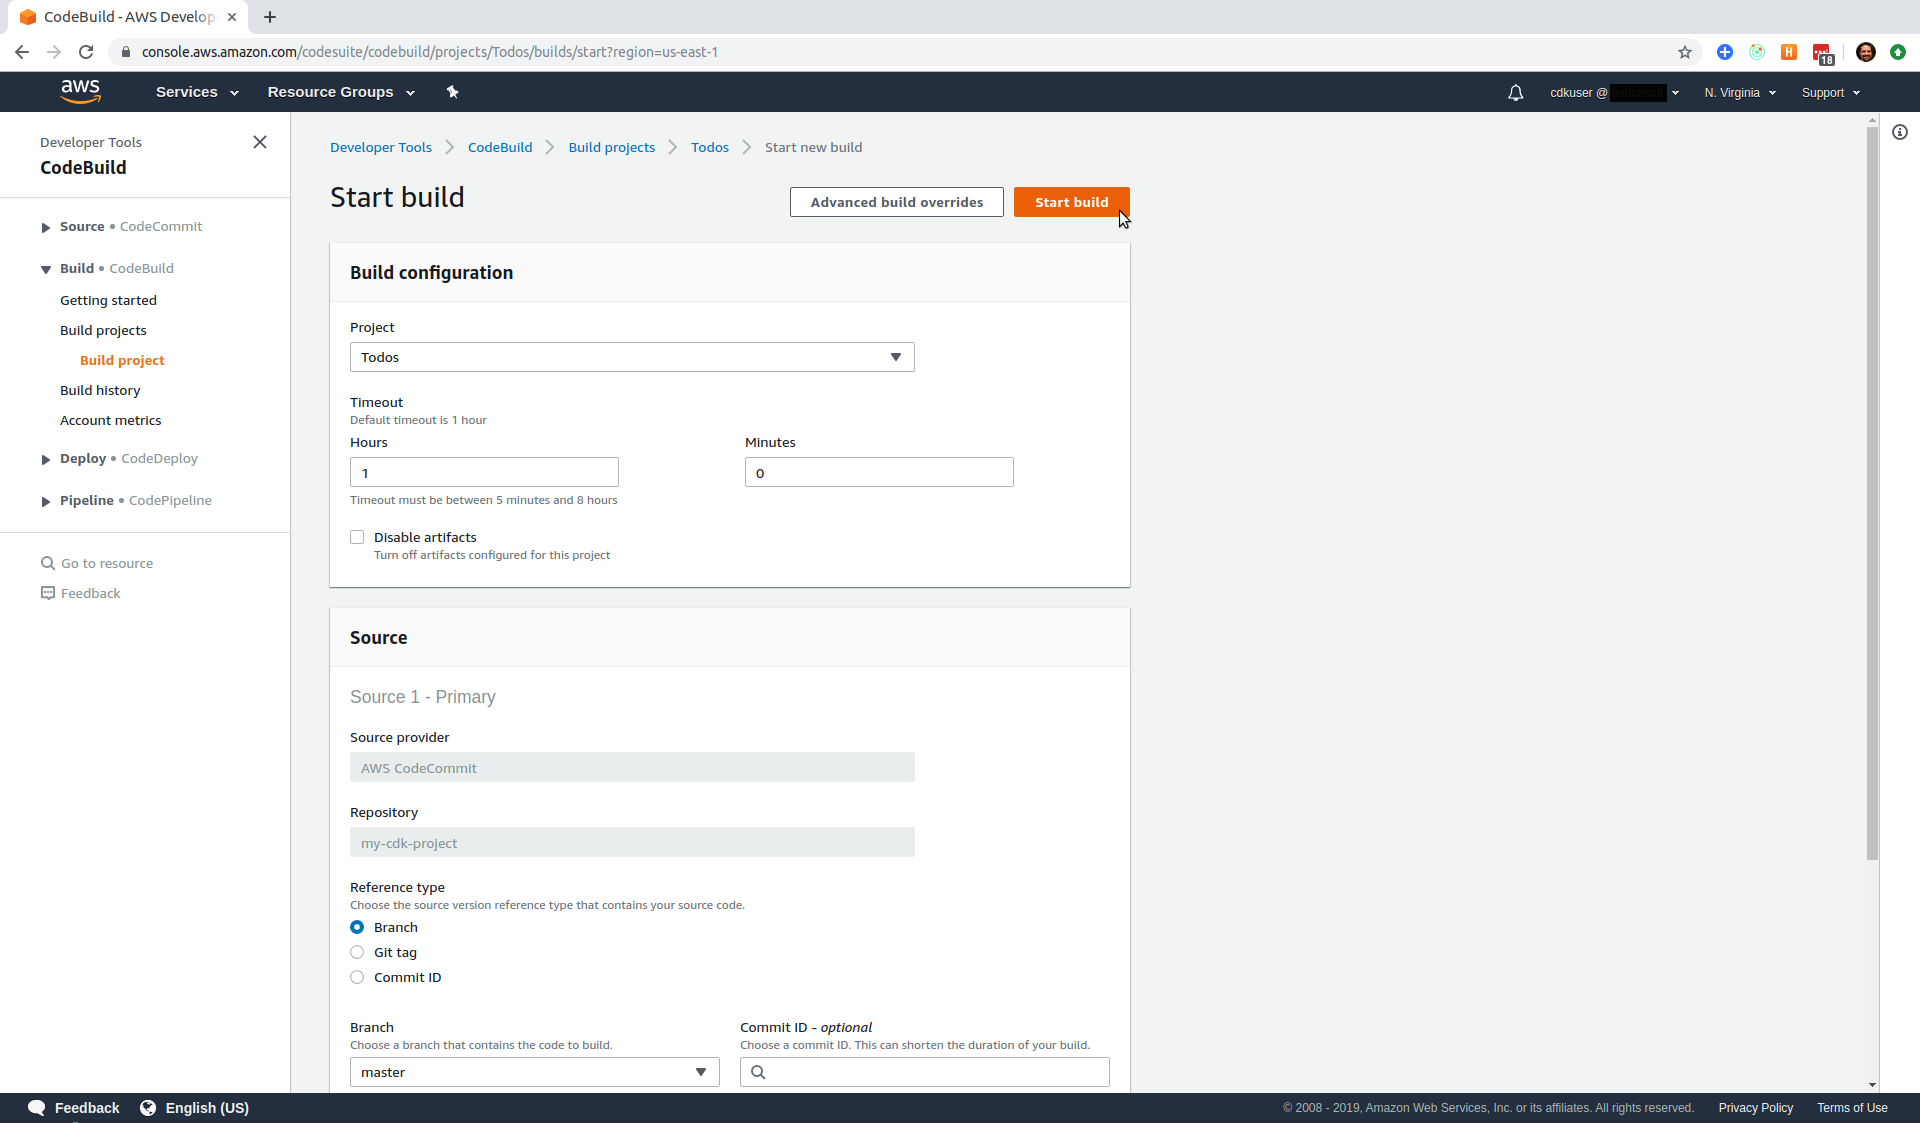 CodeBuild - AWS Develop
console.aws.amazon.com/codesuite/codebuild/projects/Todos/builds/start?region=us-east-1
H
18
aws
Services
Resource Groups
cdkuser @
N. Virginia
Support
Developer Tools
CodeBuild
Source • CodeCommit
Build • CodeBuild
Getting started
Build projects
Build project
Build history
Account metrics
Deploy • CodeDeploy
Pipeline • CodePipeline
Go to resource
Feedback
Developer Tools
CodeBuild
Build projects
Todos
Start new build
Start build
Advanced build overrides
Start build
Build configuration
Project
Todos
Timeout
Default timeout is 1 hour
Hours
Minutes
1
0
Timeout must be between 5 minutes and 8 hours
Disable artifacts
Turn off artifacts configured for this project
Source
Source 1 - Primary
Source provider
AWS CodeCommit
Repository
my-cdk-project
Reference type
Choose the source version reference type that contains your source code.
Branch
Git tag
Commit ID
Branch
Commit ID - optional
Choose a branch that contains the code to build.
Choose a commit ID. This can shorten the duration of your build.
master
Feedback
English (US)
© 2008 - 2019, Amazon Web Services, Inc. or its affiliates. All rights reserved.
Privacy Policy
Terms of Use